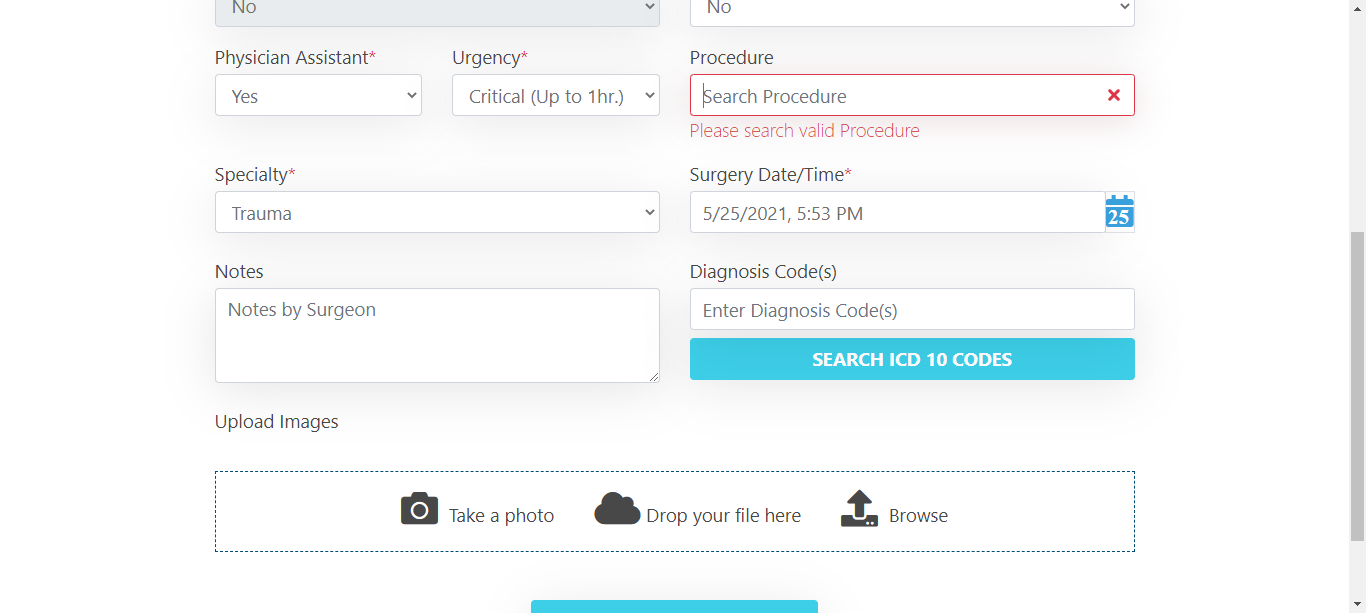 No No
Physician Assistant* Urgency* Procedure
Yes Critical (Up to 1hr.) Search Procedure
Please search valid Procedure
Specialty* Surgery Date/Time*
Trauma 5/25/2021, 5:53 PM 25
Notes Diagnosis Code(s)
Notes by Surgeon Enter Diagnosis Code(s)
SEARCH ICD 10 CODES
Upload Images
Take a photo Drop your file here Browse